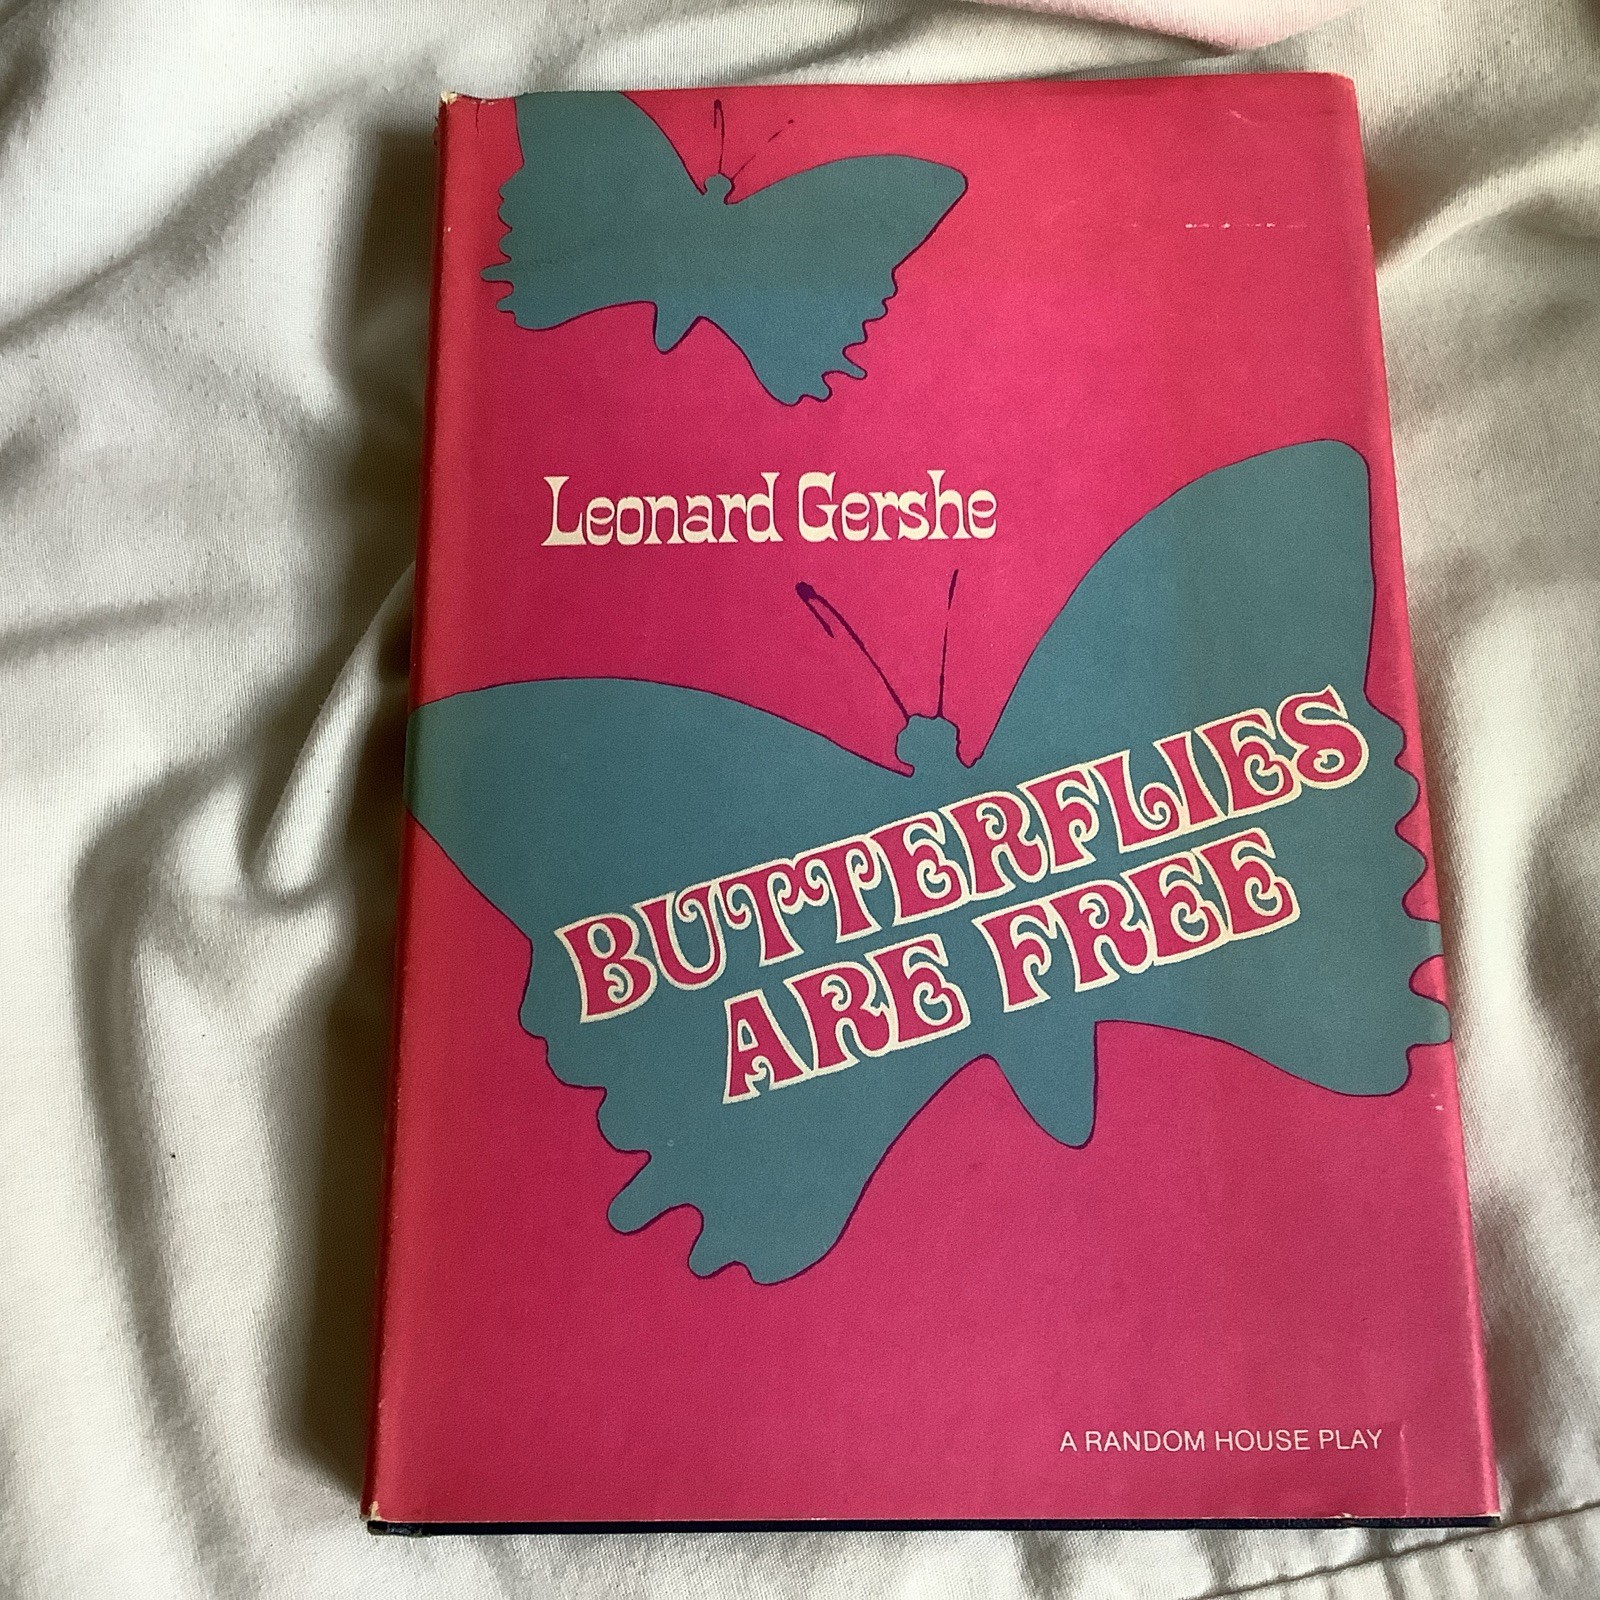 Leonard Gershe
BUTTERFLIES
ARE FREE
A RANDOM HOUSE PLAY